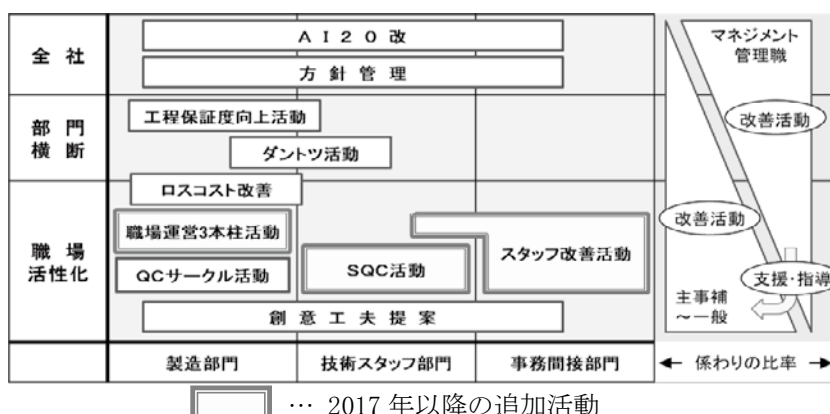 全 社
AI20改
方針管理
部 門
横 断
工程保証度向上活動
ダントツ活動
職 場
活性化
ロスコスト改善
職場運営3本柱活動
QCサークル活動
SQC活動
スタッフ改善活動
創意工夫提案
製造部門
技術スタッフ部門
事務間接部門
マネジメント
管理職
改善活動
改善活動
支援・指導
主事補
～一般
← 係わりの比率 →
… 2017年以降の追加活動